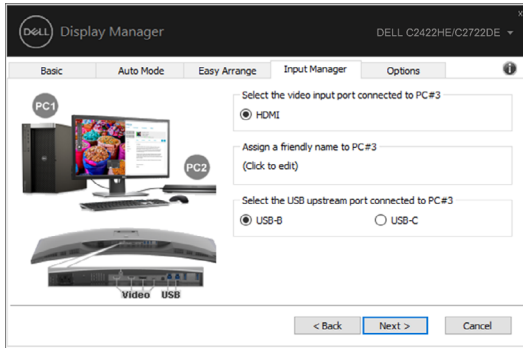 DELL Display Manager
DELL C2422HE/C2722DE
Basic Auto Mode Easy Arrange Input Manager Options
PC1
PC2
Video USB
Select the video input port connected to PC#3
HDMI
Assign a friendly name to PC#3
(Click to edit)
Select the USB upstream port connected to PC#3
USB-B USB-C
< Back Next > Cancel